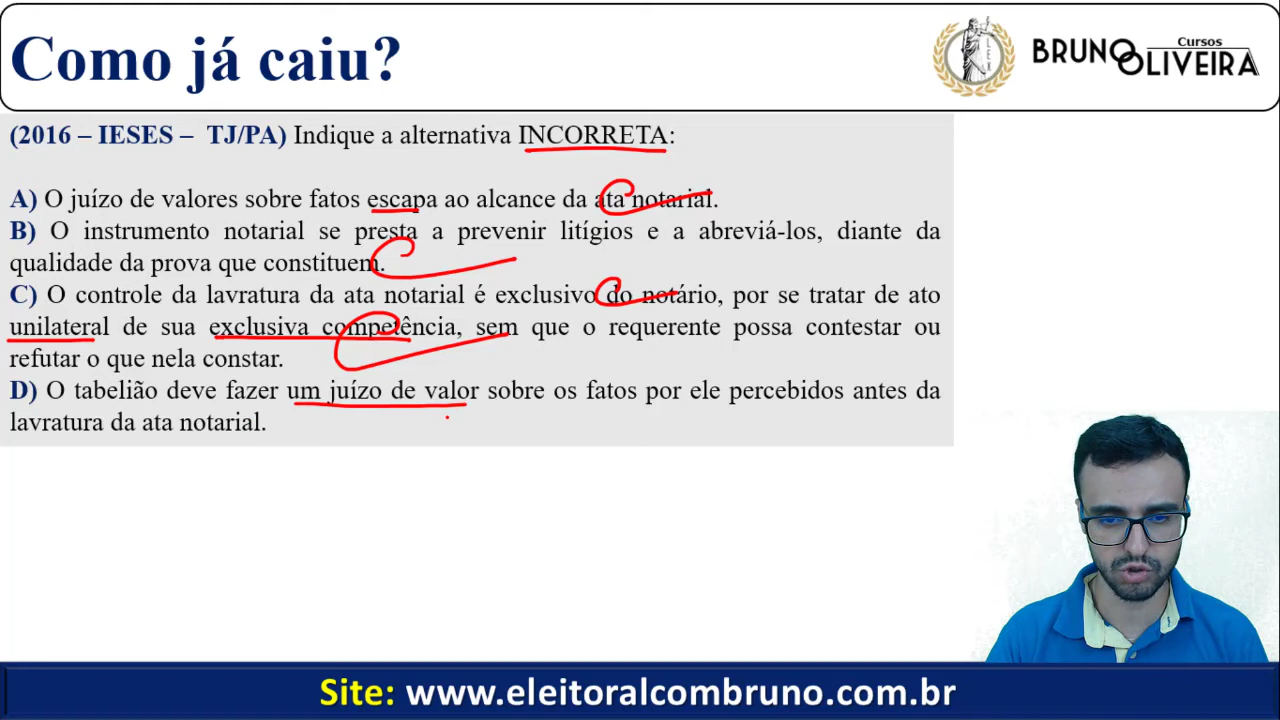 Como já caiu?
Cursos
BRUNO OLIVEIRA
(2016 – IESES – TJ/PA) Indique a alternativa INCORRETA:
A) O juízo de valores sobre fatos escapa ao alcance da ata notarial.
B) O instrumento notarial se presta a prevenir litígios e a abreviá-los, diante da
qualidade da prova que constituem.
C) O controle da lavratura da ata notarial é exclusivo do notário, por se tratar de ato
unilateral de sua exclusiva competência, sem que o requerente possa contestar ou
refutar o que nela constar.
D) O tabelião deve fazer um juízo de valor sobre os fatos por ele percebidos antes da
lavratura da ata notarial.
Site: www.eleitoralcombruno.com.br